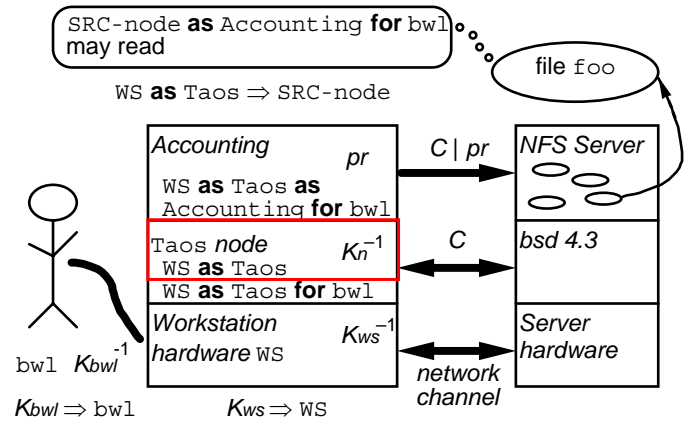 SRC-node as Accounting for bwl
may read
file foo
WS as Taos ⇒ SRC-node
Accounting
pr
C | pr
NFS Server
WS as Taos as
Accounting for bwl
Taos node
Kn⁻¹
C
bsd 4.3
WS as Taos
WS as Taos for bwl
Workstation
hardware WS
Kws⁻¹
Server
hardware
network
channel
bwl Kbwl⁻¹
Kbwl ⇒ bwl
Kws ⇒ WS